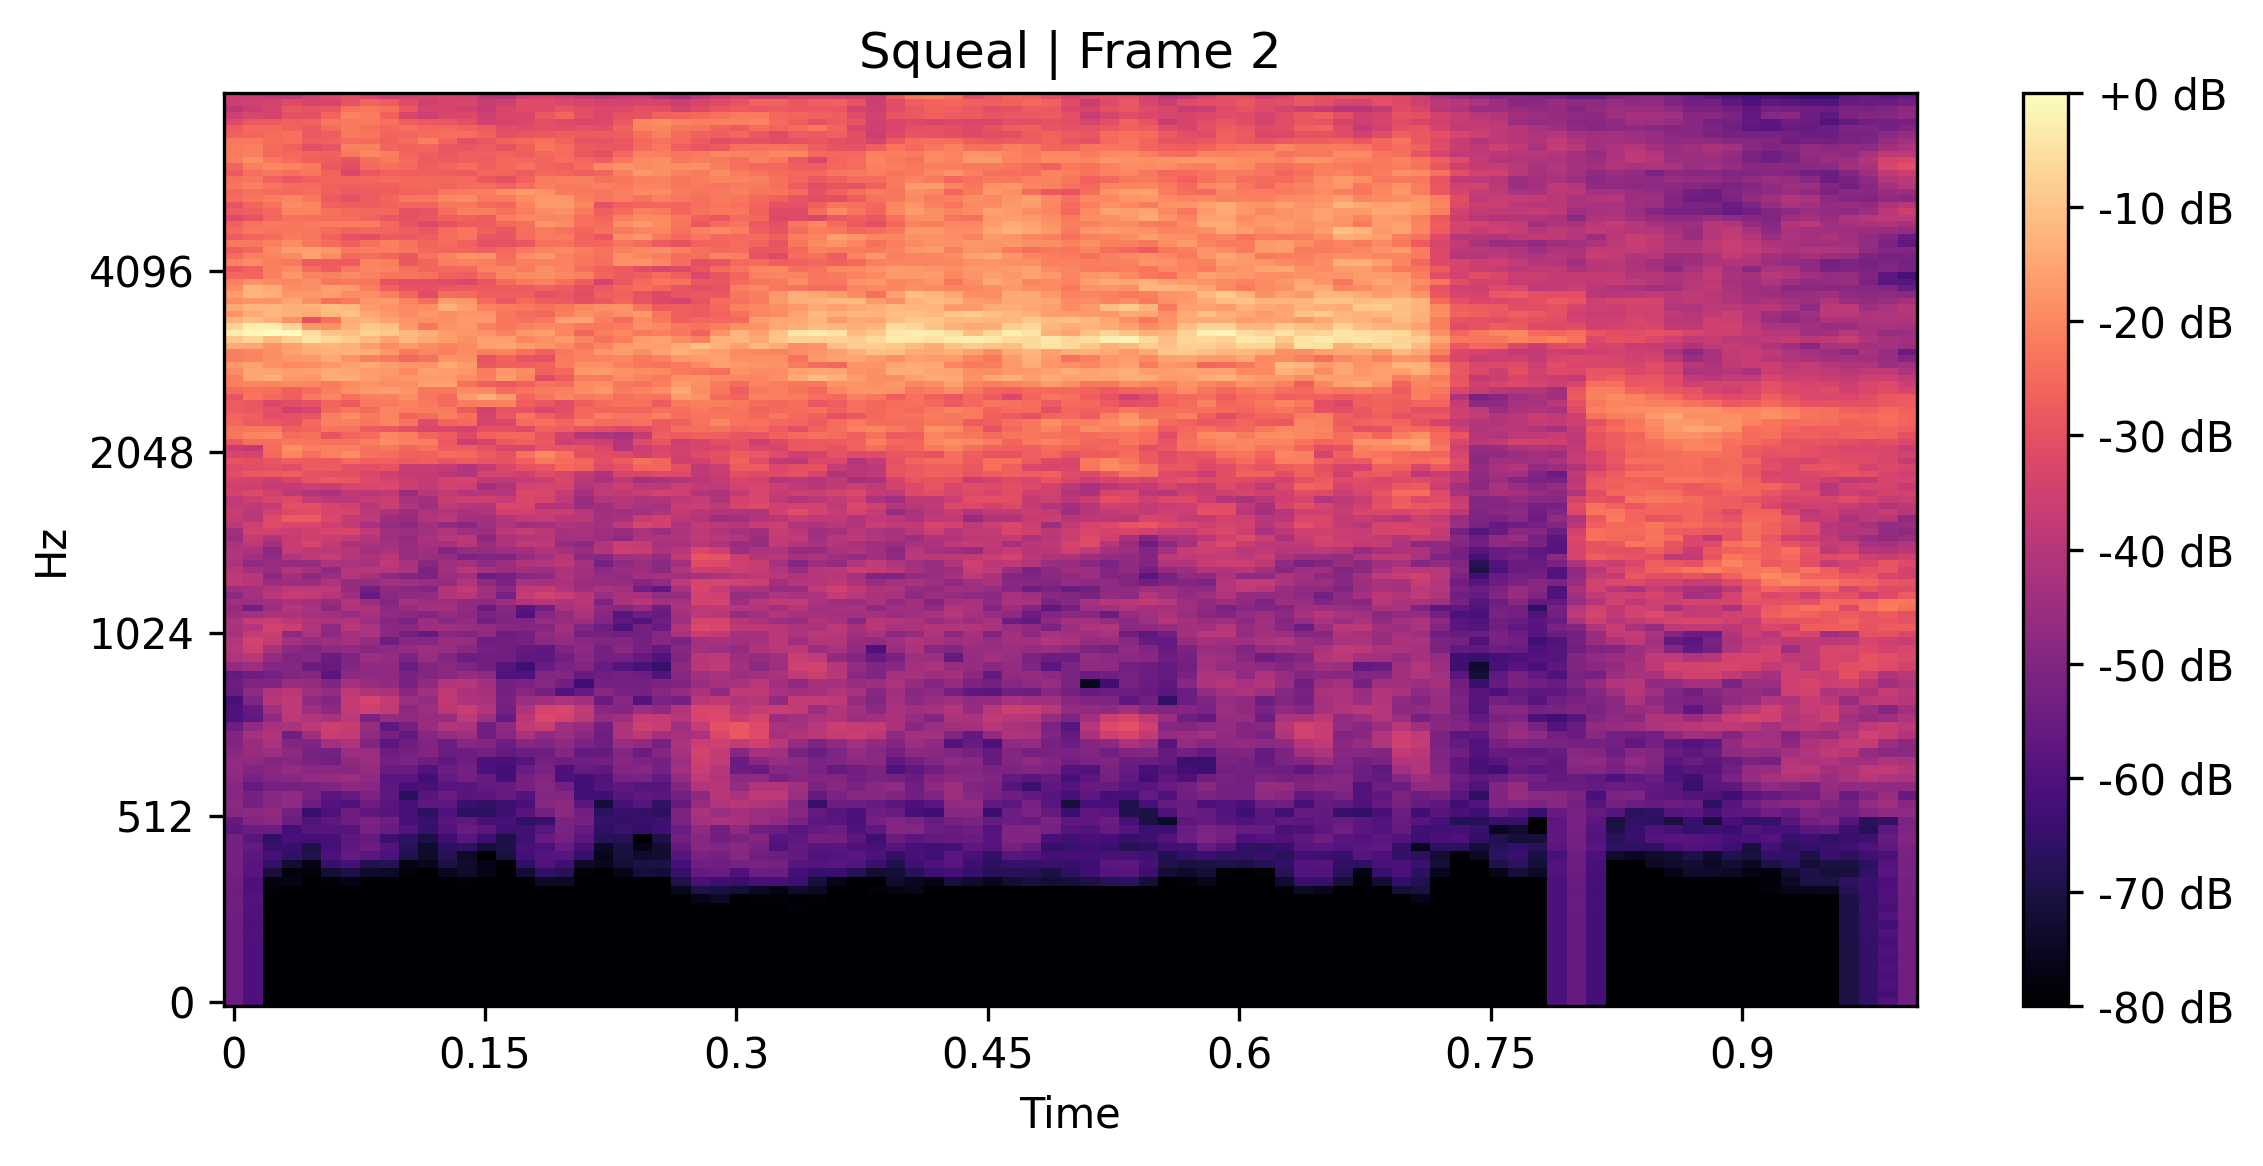 Squeal | Frame 2
+0 dB
-10 dB
-20 dB
-30 dB
-40 dB
-50 dB
-60 dB
-70 dB
-80 dB
Hz
4096
2048
1024
512
0
0 0.15 0.3 0.45 0.6 0.75 0.9
Time